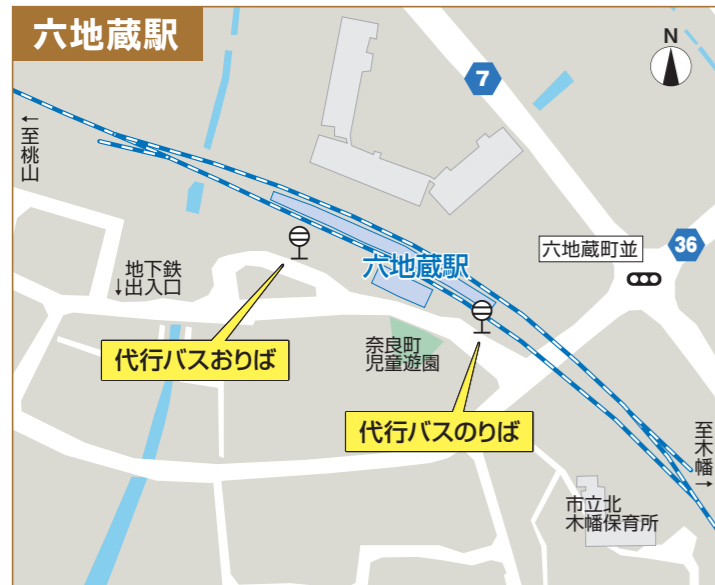 六地蔵駅
N
7
←至桃山
36
六地蔵町並
六地蔵駅
地下鉄
↓出入口
代行バスおりば
奈良町
児童遊園
代行バスのりば
至木幡→
市立北
木幡保育所